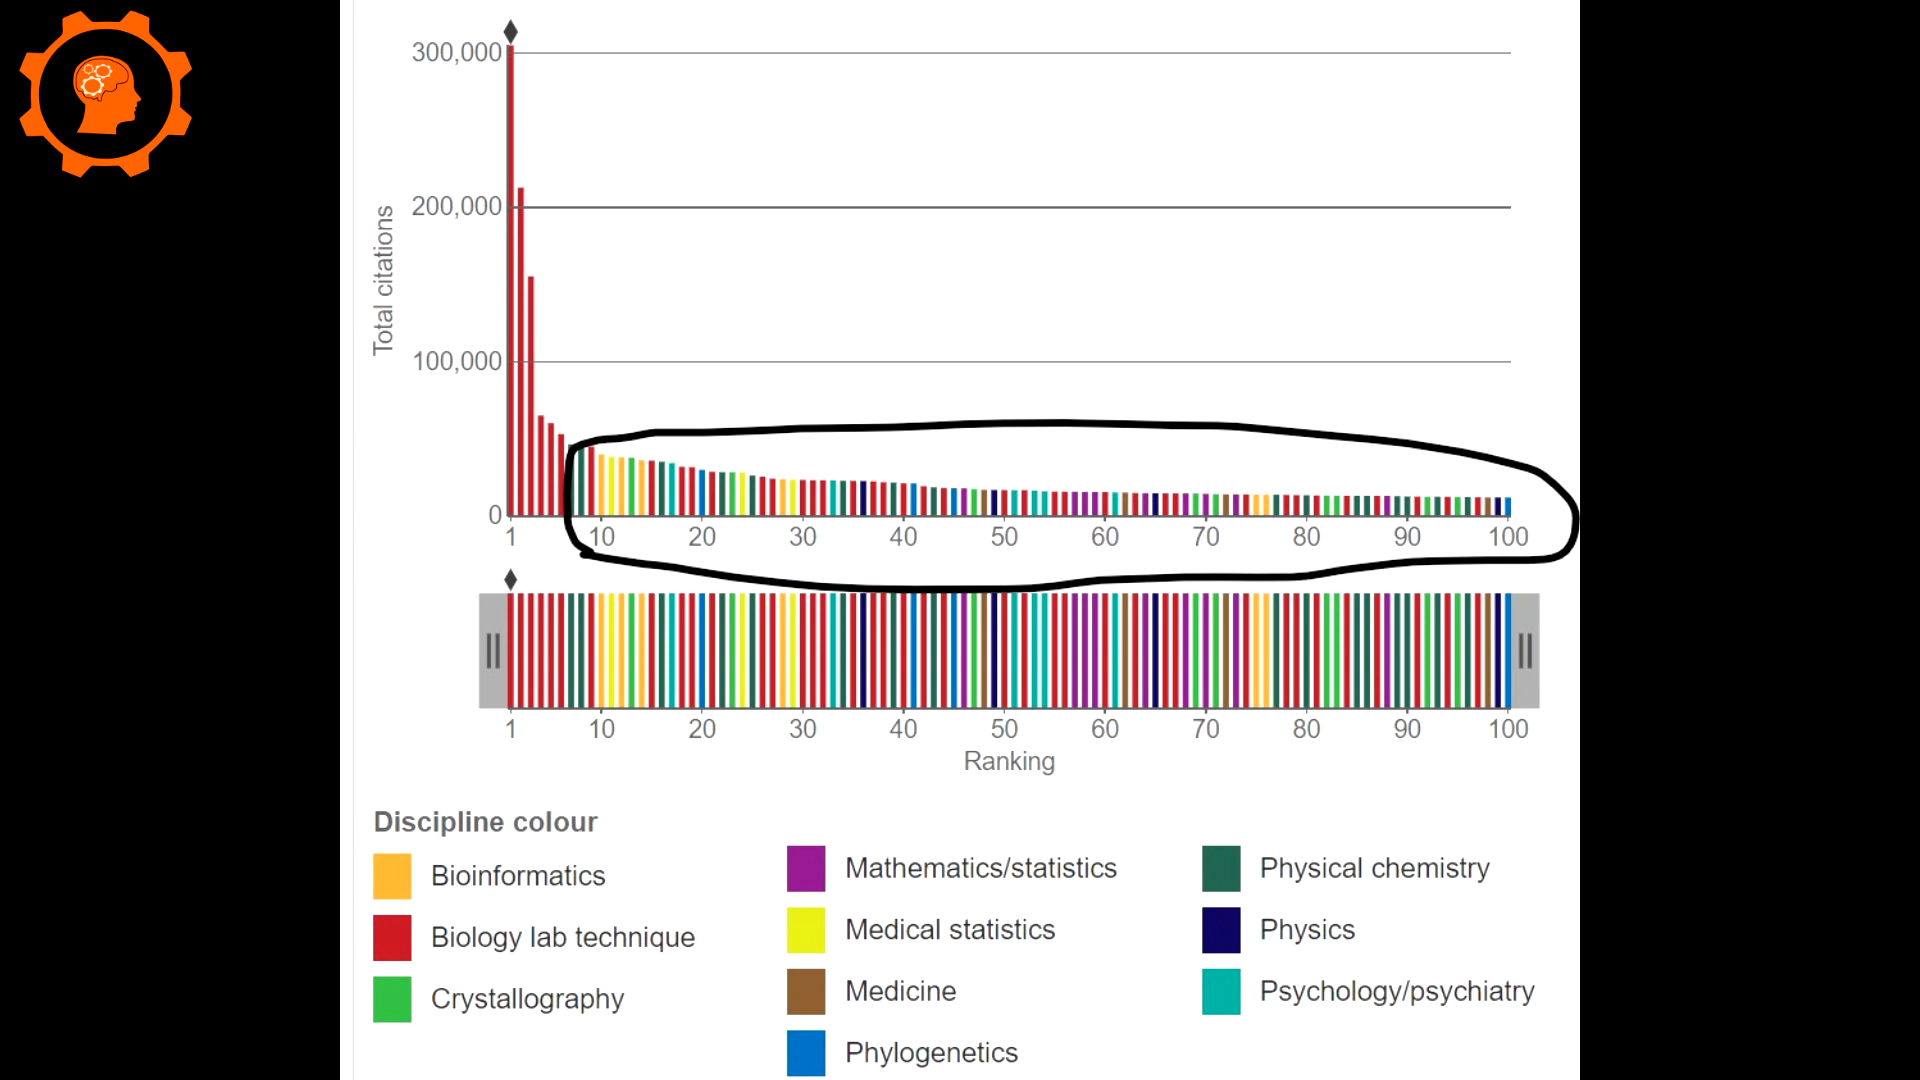 300,000
200,000
100,000
0
Total citations
1 10 20 30 40 50 60 70 80 90 100
1 10 20 30 40 50 60 70 80 90 100
Ranking
Discipline colour
Bioinformatics
Biology lab technique
Crystallography
Mathematics/statistics
Medical statistics
Medicine
Phylogenetics
Physical chemistry
Physics
Psychology/psychiatry